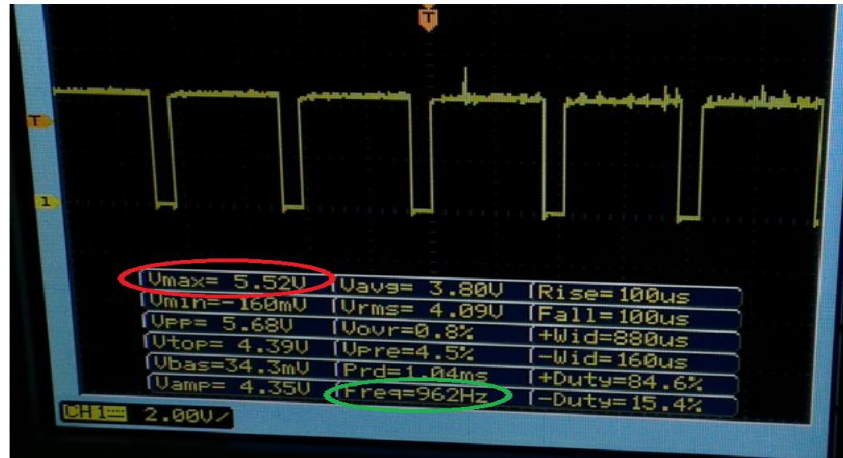 T
T
1
Vmax= 5.52V Vavg= 3.80V Rise=100us
Vmin=-160mV Vrms= 4.09V Fall=100us
Vpp= 5.68V Vovr=0.8% +Wid=880us
Vtop= 4.39V Vpre=4.5% -Wid=160us
Vbas=34.3mV Prd=1.04ms +Duty=84.6%
Vamp= 4.35V Freq=962Hz -Duty=15.4%
CH1 2.00V/